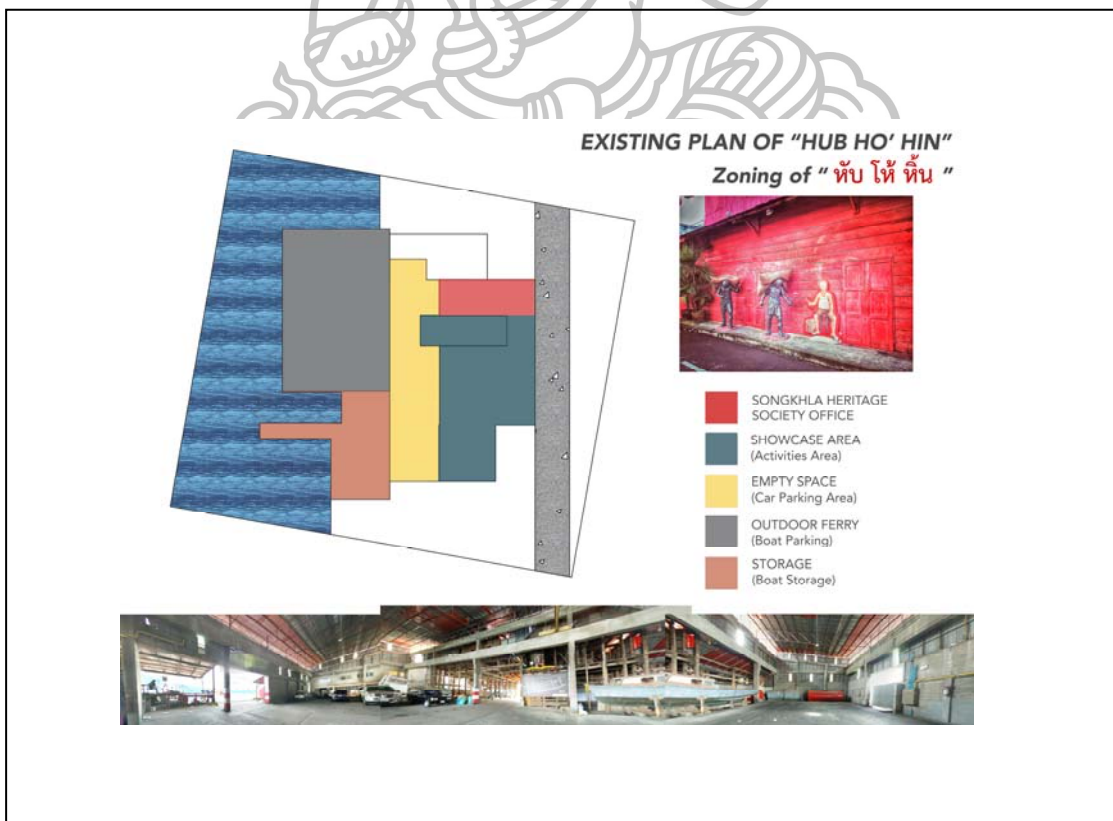 EXISTING PLAN OF "HUB HO' HIN"
Zoning of " หับ โห้ หิ้น "
SONGKHLA HERITAGE
SOCIETY OFFICE
SHOWCASE AREA
(Activities Area)
EMPTY SPACE
(Car Parking Area)
OUTDOOR FERRY
(Boat Parking)
STORAGE
(Boat Storage)